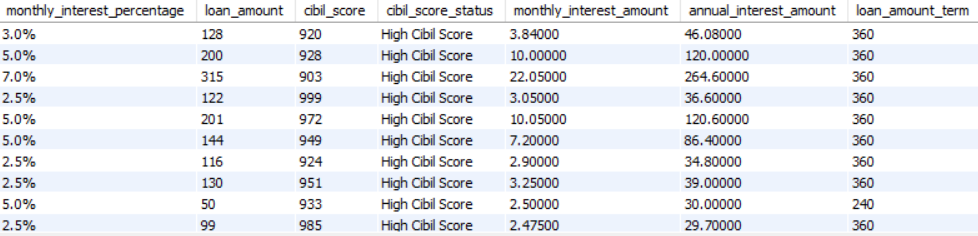 monthly_interest_percentage loan_amount cibil_score cibil_score_status monthly_interest_amount annual_interest_amount loan_amount_term
3.0% 128 920 High Cibil Score 3.84000 46.08000 360
5.0% 200 928 High Cibil Score 10.00000 120.00000 360
7.0% 315 903 High Cibil Score 22.05000 264.60000 360
2.5% 122 999 High Cibil Score 3.05000 36.60000 360
5.0% 201 972 High Cibil Score 10.05000 120.60000 360
5.0% 144 949 High Cibil Score 7.20000 86.40000 360
2.5% 116 924 High Cibil Score 2.90000 34.80000 360
2.5% 130 951 High Cibil Score 3.25000 39.00000 360
5.0% 50 933 High Cibil Score 2.50000 30.00000 240
2.5% 99 985 High Cibil Score 2.47500 29.70000 360